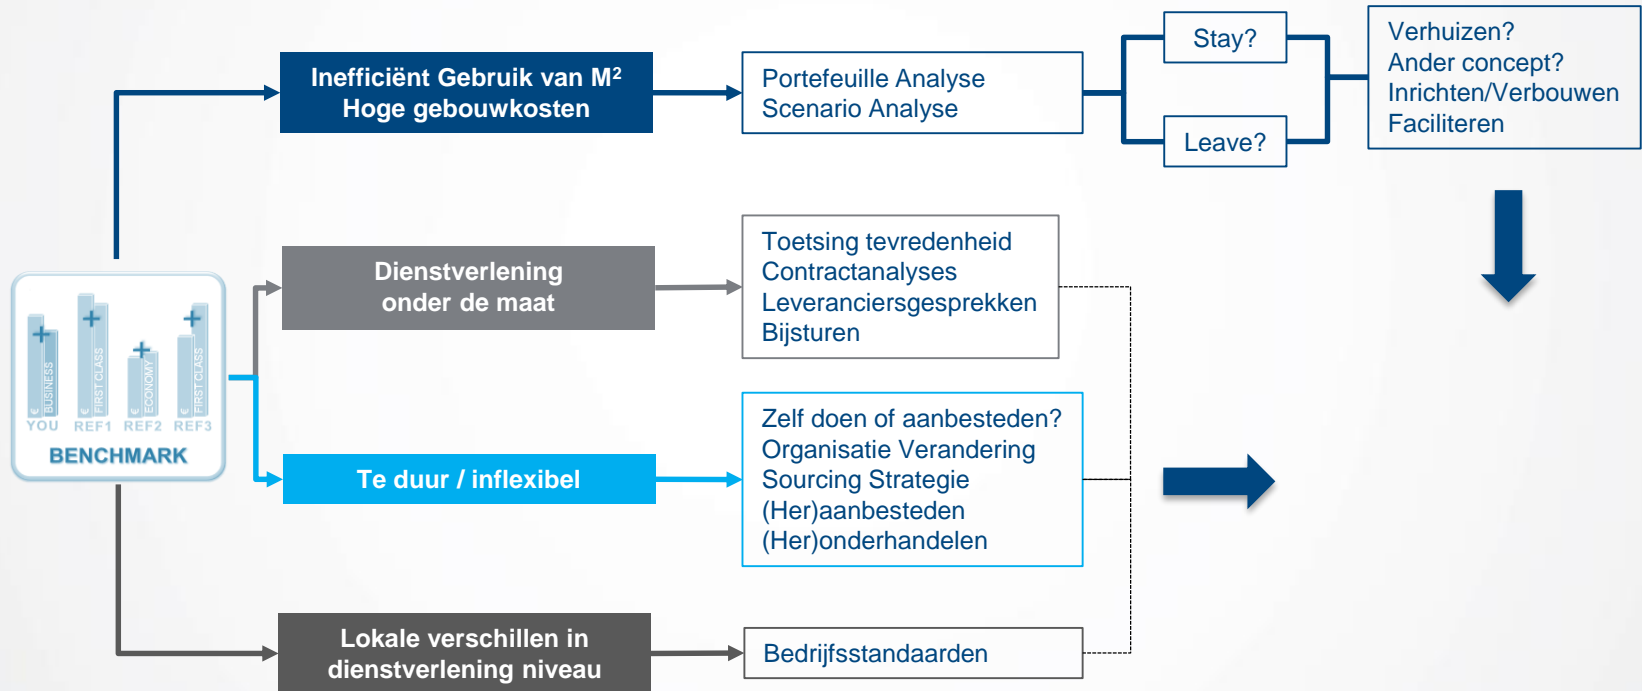 Inefficiënt Gebruik van M²
Hoge gebouwkosten
Portefeuille Analyse
Scenario Analyse
Stay?
Leave?
Verhuizen?
Ander concept?
Inrichten/Verbouwen
Faciliteren
Dienstverlening
onder de maat
Toetsing tevredenheid
Contractanalyses
Leveranciersgesprekken
Bijsturen
€ BUSINESS
€ FIRST CLASS
€ ECONOMY
€ FIRST CLASS
YOU REF1 REF2 REF3
BENCHMARK
Te duur / inflexibel
Zelf doen of aanbesteden?
Organisatie Verandering
Sourcing Strategie
(Her)aanbesteden
(Her)onderhandelen
Lokale verschillen in
dienstverlening niveau
Bedrijfsstandaarden